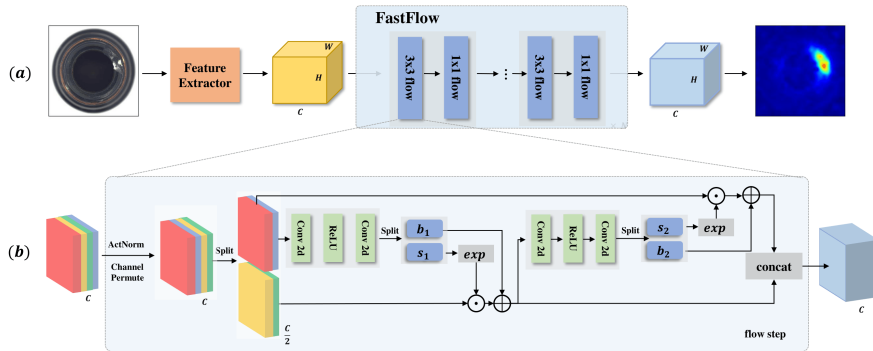 FastFlow
(a)
Feature
Extractor
W
H
C
3x3 flow
1x1 flow
...
3x3 flow
1x1 flow
W
H
C
(b)
C
ActNorm
Channel
Permute
C
Split
C/2
Conv 2d
ReLU
Conv 2d
Split
b1
s1
exp
Conv 2d
ReLU
Conv 2d
Split
s2
b2
exp
concat
C
flow step